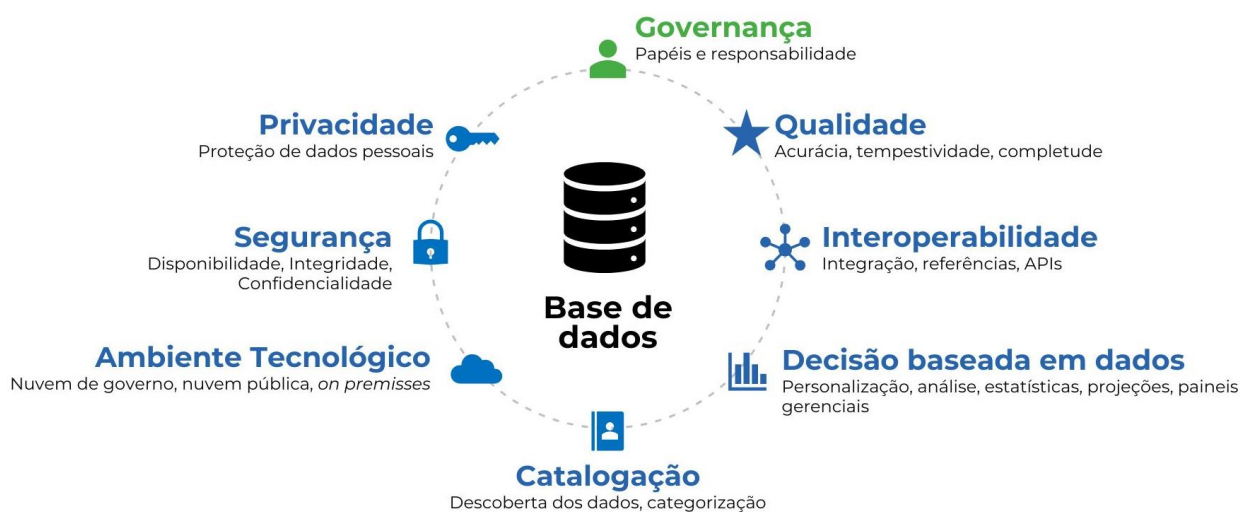 Governança
Papéis e responsabilidade
Privacidade
Proteção de dados pessoais
Qualidade
Acurácia, tempestividade, completude
Segurança
Disponibilidade, Integridade,
Confidencialidade
Interoperabilidade
Integração, referências, APIs
Base de
dados
Ambiente Tecnológico
Nuvem de governo, nuvem pública, on premisses
Decisão baseada em dados
Personalização, análise, estatísticas, projeções, paineis
gerenciais
Catalogação
Descoberta dos dados, categorização